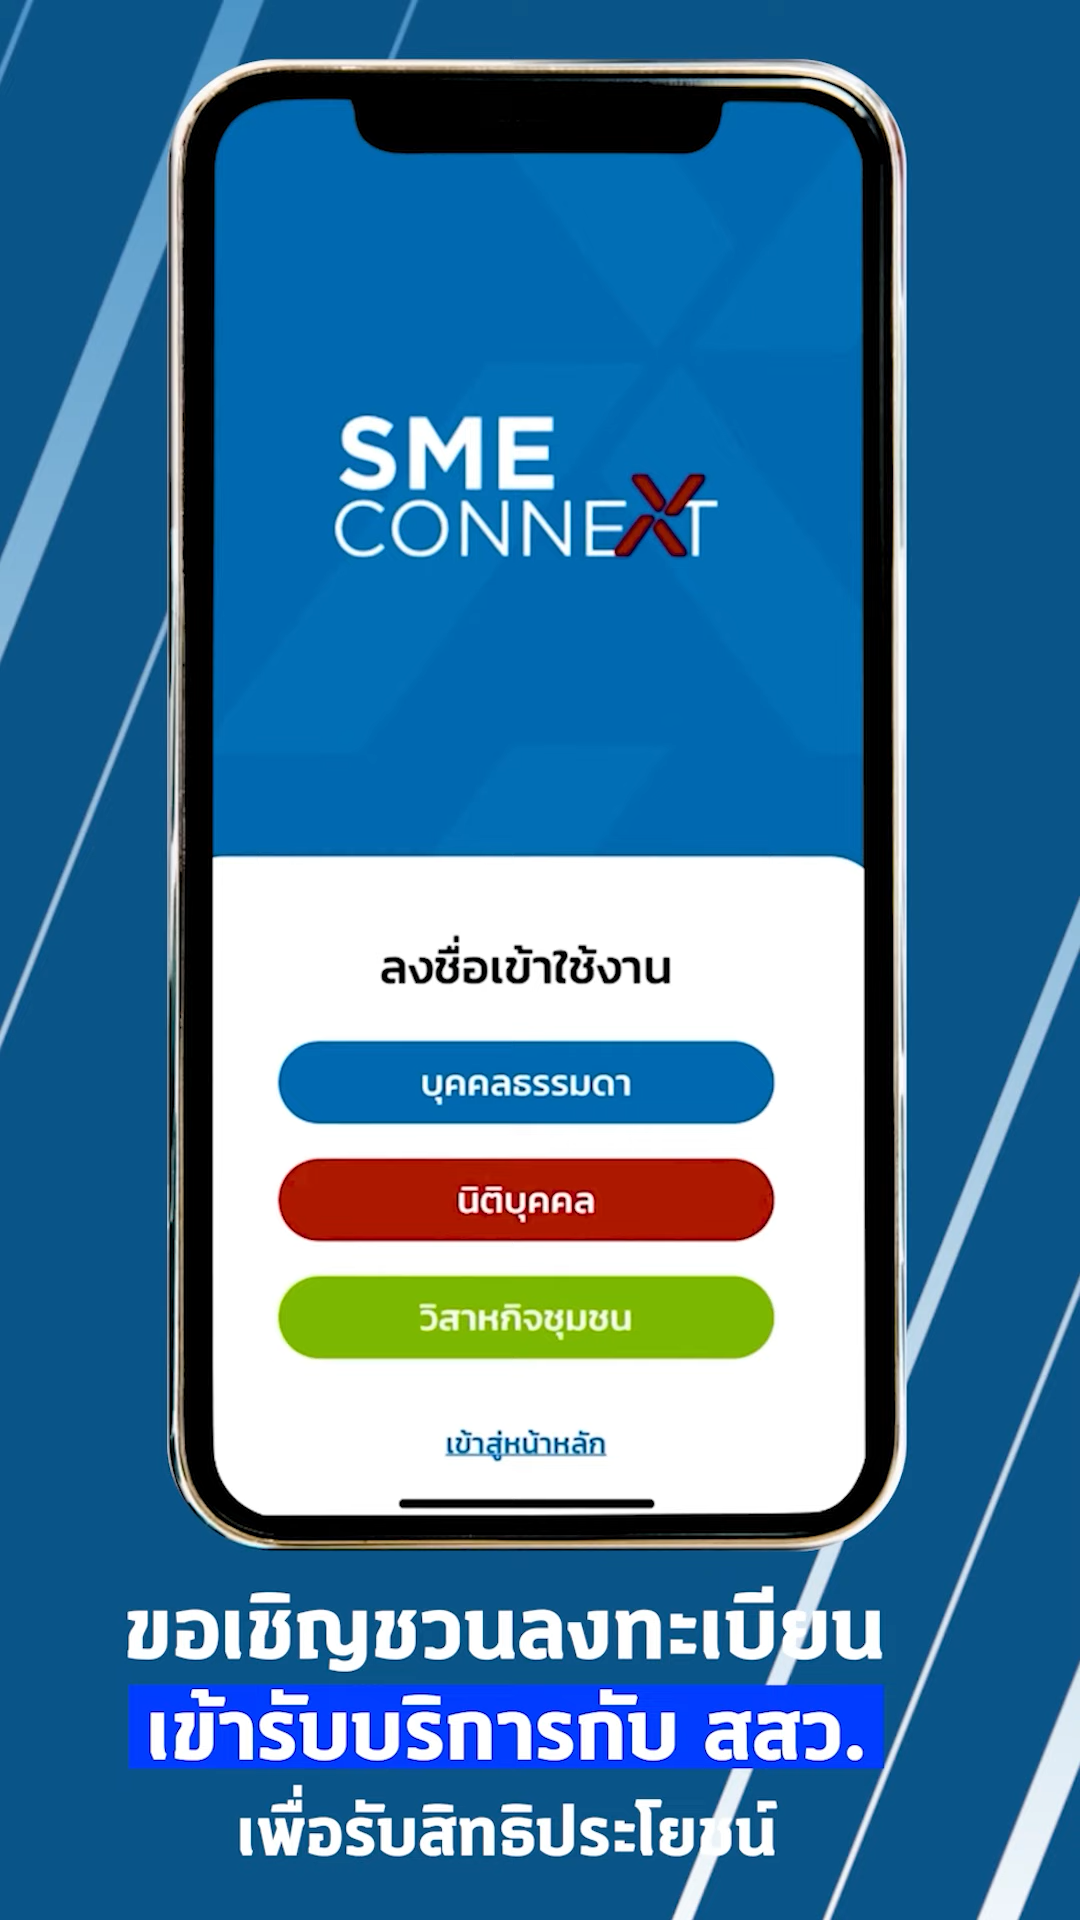 SME
CONNEXT
ลงชื่อเข้าใช้งาน
บุคคลธรรมดา
นิติบุคคล
วิสาหกิจชุมชน
เข้าสู่หน้าหลัก
ขอเชิญชวนลงทะเบียน
เข้ารับบริการกับ สสว.
เพื่อรับสิทธิประโยชน์